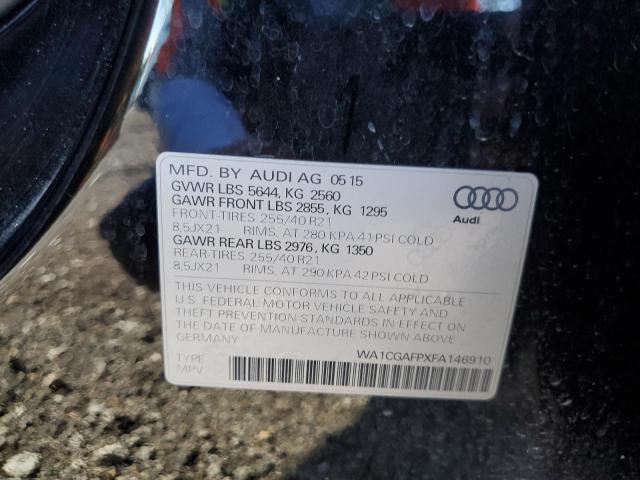 MFD. BY AUDI AG 05 15
GVWR LBS 5644, KG 2560
GAWR FRONT LBS 2855, KG 1295
FRONT-TIRES 255/40 R21
8.5JX21 RIMS, AT 280 KPA 41 PSI COLD
GAWR REAR LBS 2976, KG 1350
REAR-TIRES 255/40 R21
8.5JX21 RIMS, AT 290 KPA 42 PSI COLD
Audi
THIS VEHICLE CONFORMS TO ALL APPLICABLE
U.S. FEDERAL MOTOR VEHICLE SAFETY AND
THEFT PREVENTION STANDARDS IN EFFECT ON
THE DATE OF MANUFACTURE SHOWN ABOVE
GERMANY
WA1CGAFPXFA146910
TYPE
MPV